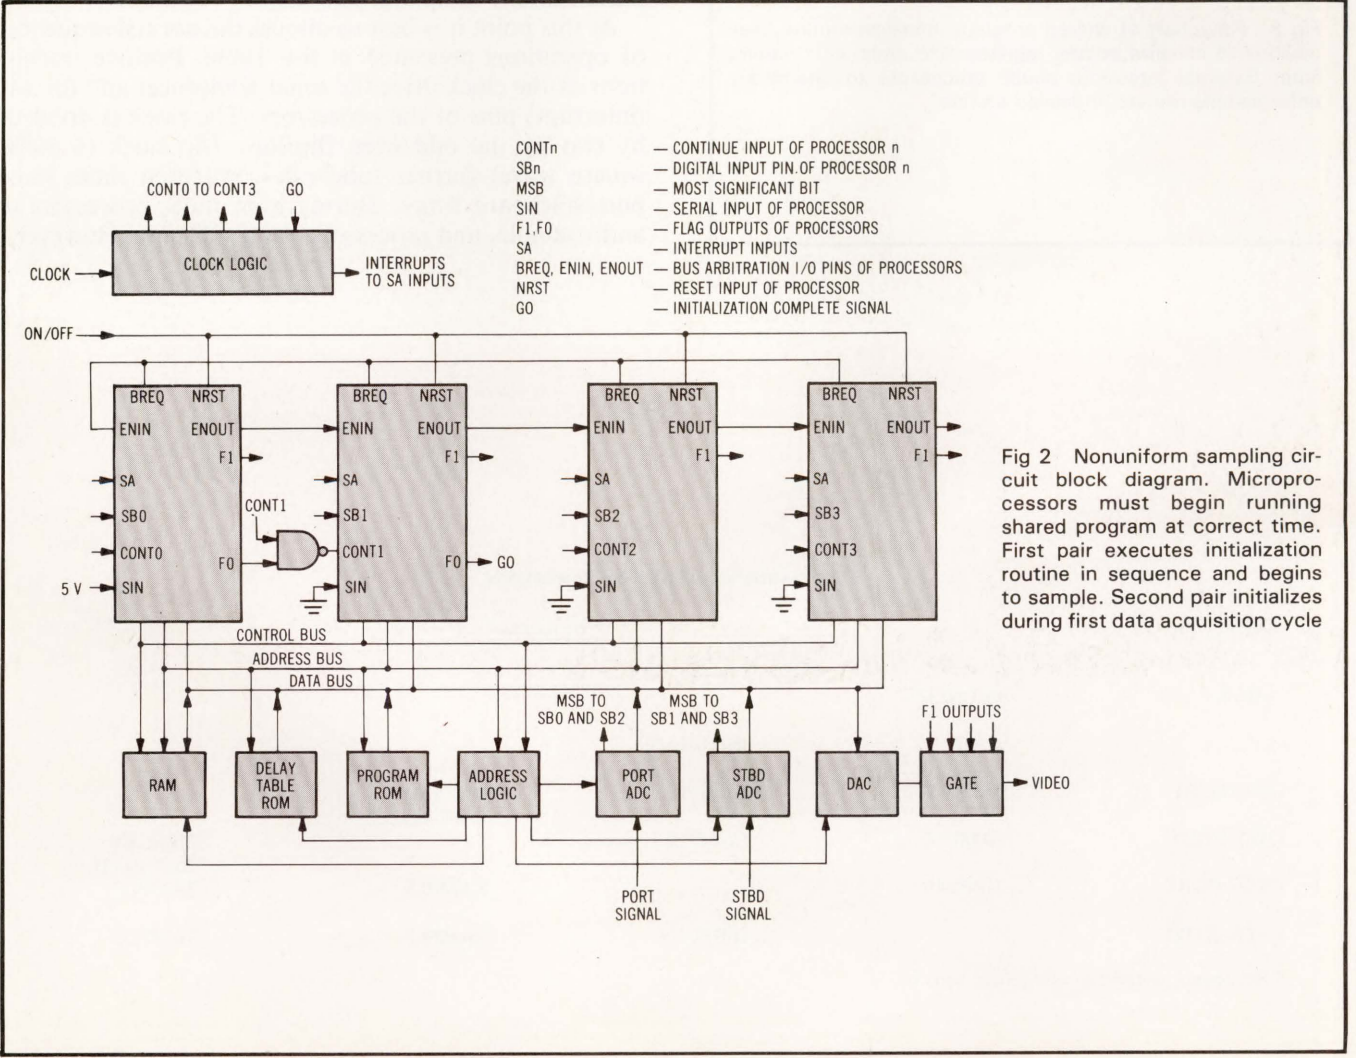 CONTn — CONTINUE INPUT OF PROCESSOR n
SBn — DIGITAL INPUT PIN OF PROCESSOR n
MSB — MOST SIGNIFICANT BIT
SIN — SERIAL INPUT OF PROCESSOR
F1,F0 — FLAG OUTPUTS OF PROCESSORS
SA — INTERRUPT INPUTS
BREQ, ENIN, ENOUT — BUS ARBITRATION I/O PINS OF PROCESSORS
NRST — RESET INPUT OF PROCESSOR
GO — INITIALIZATION COMPLETE SIGNAL
CONT0 TO CONT3 GO
CLOCK
CLOCK LOGIC
INTERRUPTS
TO SA INPUTS
ON/OFF
BREQ NRST
ENIN ENOUT
F1
SA
SB0
CONT0
F0
5 V
SIN
CONT1
BREQ NRST
ENIN ENOUT
F1
SA
SB1
CONT1
F0
GO
SIN
BREQ NRST
ENIN ENOUT
F1
SA
SB2
CONT2
SIN
BREQ NRST
ENIN ENOUT
F1
SA
SB3
CONT3
SIN
Fig 2 Nonuniform sampling cir-
cuit block diagram. Micropro-
cessors must begin running
shared program at correct time.
First pair executes initialization
routine in sequence and begins
to sample. Second pair initializes
during first data acquisition cycle
CONTROL BUS
ADDRESS BUS
DATA BUS
MSB TO
SB0 AND SB2
MSB TO
SB1 AND SB3
F1 OUTPUTS
RAM
DELAY
TABLE
ROM
PROGRAM
ROM
ADDRESS
LOGIC
PORT
ADC
STBD
ADC
DAC
GATE
VIDEO
PORT
SIGNAL
STBD
SIGNAL